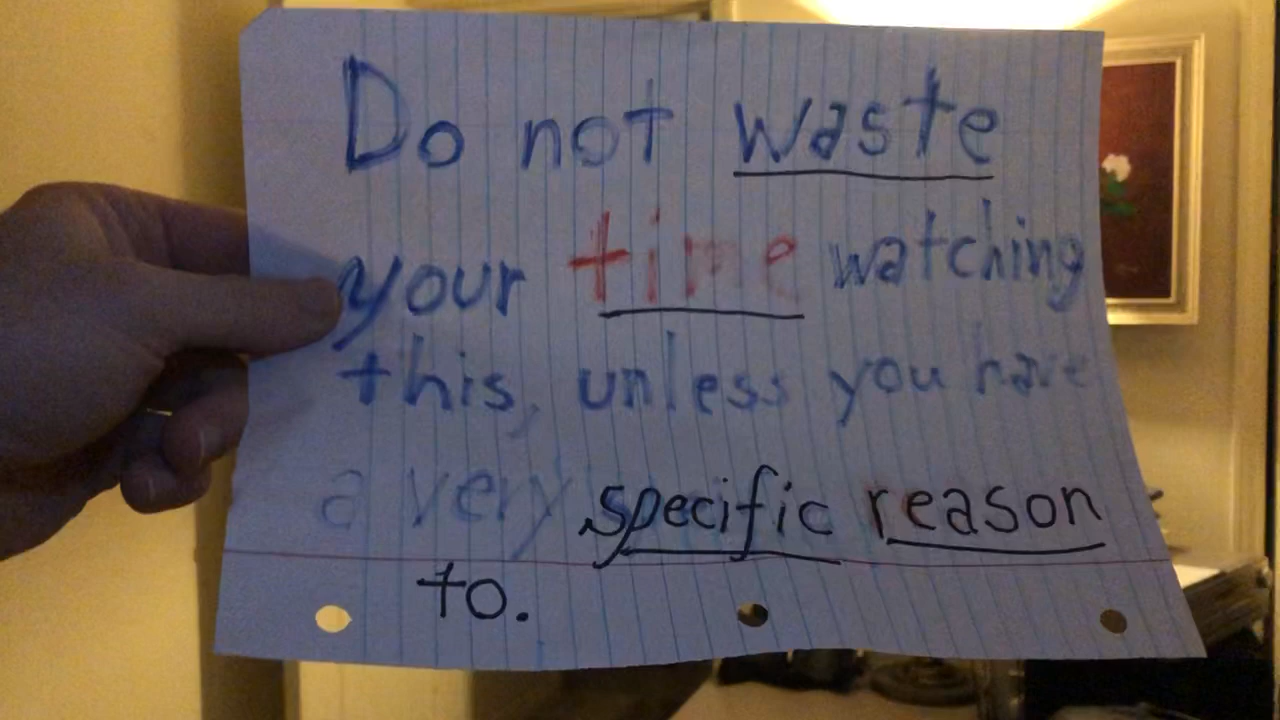 Do not waste
your time watching
this, unless you have
a very specific reason
to.